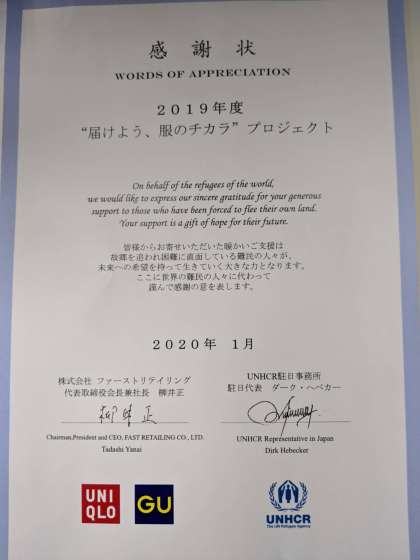 感謝状
WORDS OF APPRECIATION
2019年度
“届けよう、服のチカラ”プロジェクト
On behalf of the refugees of the world,
we would like to express our sincere gratitude for your generous
support to those who have been forced to flee their own land.
Your support is a gift of hope for their future.
皆様からお寄せいただいた暖かいご支援は
故郷を追われ困難に直面している難民の人々が、
未来への希望を持って生きていく大きな力となります。
ここに世界の難民の人々に代わって
謹んで感謝の意を表します。
2020年 1月
株式会社 ファーストリテイリング
代表取締役会長兼社長 柳井正
柳井正
Chairman,President and CEO, FAST RETAILING CO., LTD.
Tadashi Yanai
UNHCR駐日事務所
駐日代表 ダーク・ヘベカー
UNHCR Representative in Japan
Dirk Hebecker
UNI
QLO
GU
UNHCR
The UN Refugee Agency